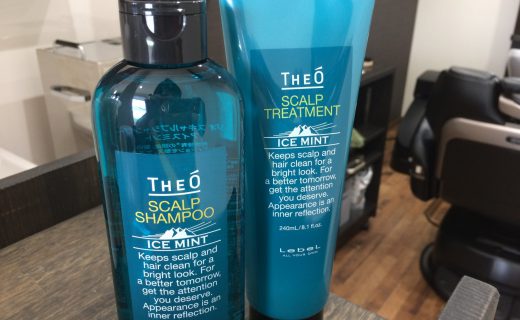 THEÓ
SCALP
SHAMPOO
ICE MINT
Keeps scalp and
hair clean for a
bright look. For
a better tomorrow,
get the attention
you deserve.
Appearance is an
inner reflection.
THEÓ
SCALP
TREATMENT
ICE MINT
Keeps scalp and
hair clean for a
bright look. For
a better tomorrow,
get the attention
you deserve.
Appearance is an
inner reflection.
240mL/8.1 fl.oz.
LebeL